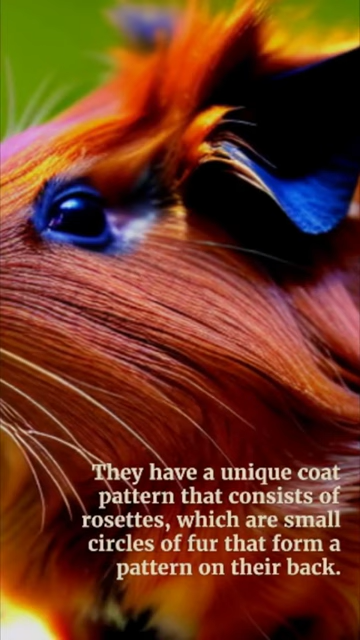 They have a unique coat
pattern that consists of
rosettes, which are small
circles of fur that form a
pattern on their back.